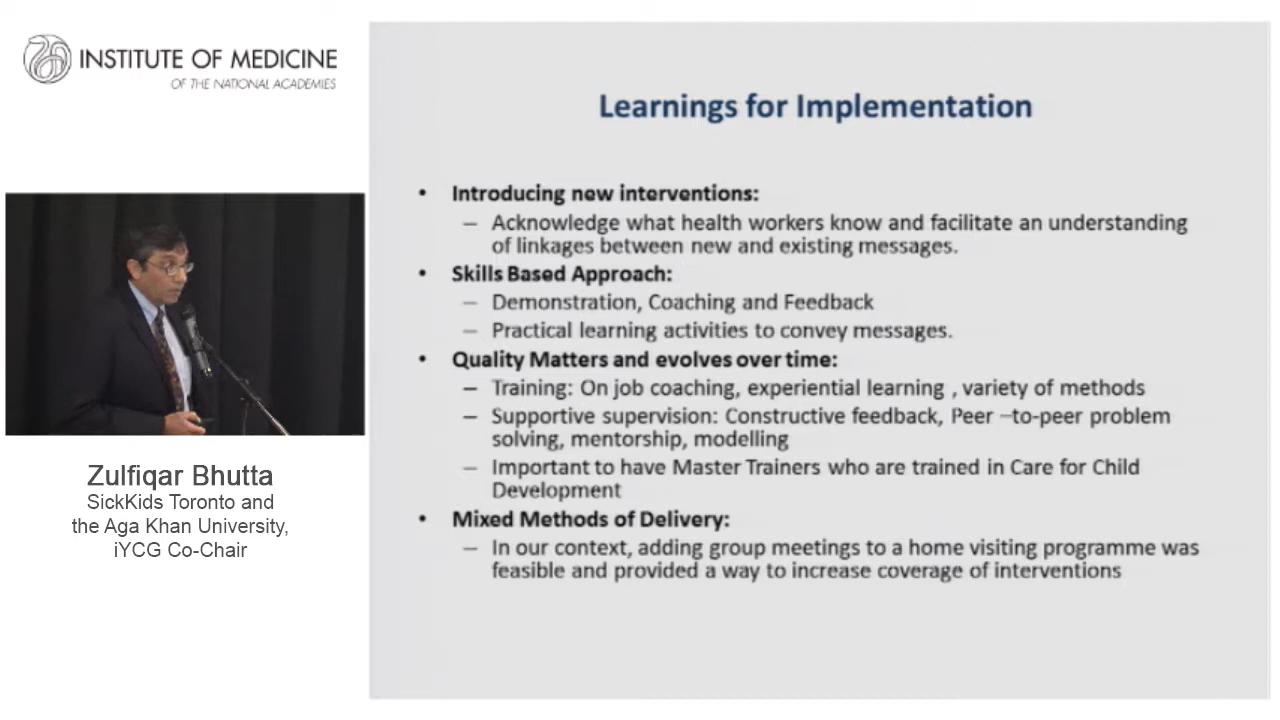 INSTITUTE OF MEDICINE
OF THE NATIONAL ACADEMIES
Zulfiqar Bhutta
SickKids Toronto and
the Aga Khan University,
iYCG Co-Chair
Learnings for Implementation
• Introducing new interventions:
– Acknowledge what health workers know and facilitate an understanding
of linkages between new and existing messages.
• Skills Based Approach:
– Demonstration, Coaching and Feedback
– Practical learning activities to convey messages.
• Quality Matters and evolves over time:
– Training: On job coaching, experiential learning , variety of methods
– Supportive supervision: Constructive feedback, Peer –to-peer problem
solving, mentorship, modelling
– Important to have Master Trainers who are trained in Care for Child
Development
• Mixed Methods of Delivery:
– In our context, adding group meetings to a home visiting programme was
feasible and provided a way to increase coverage of interventions